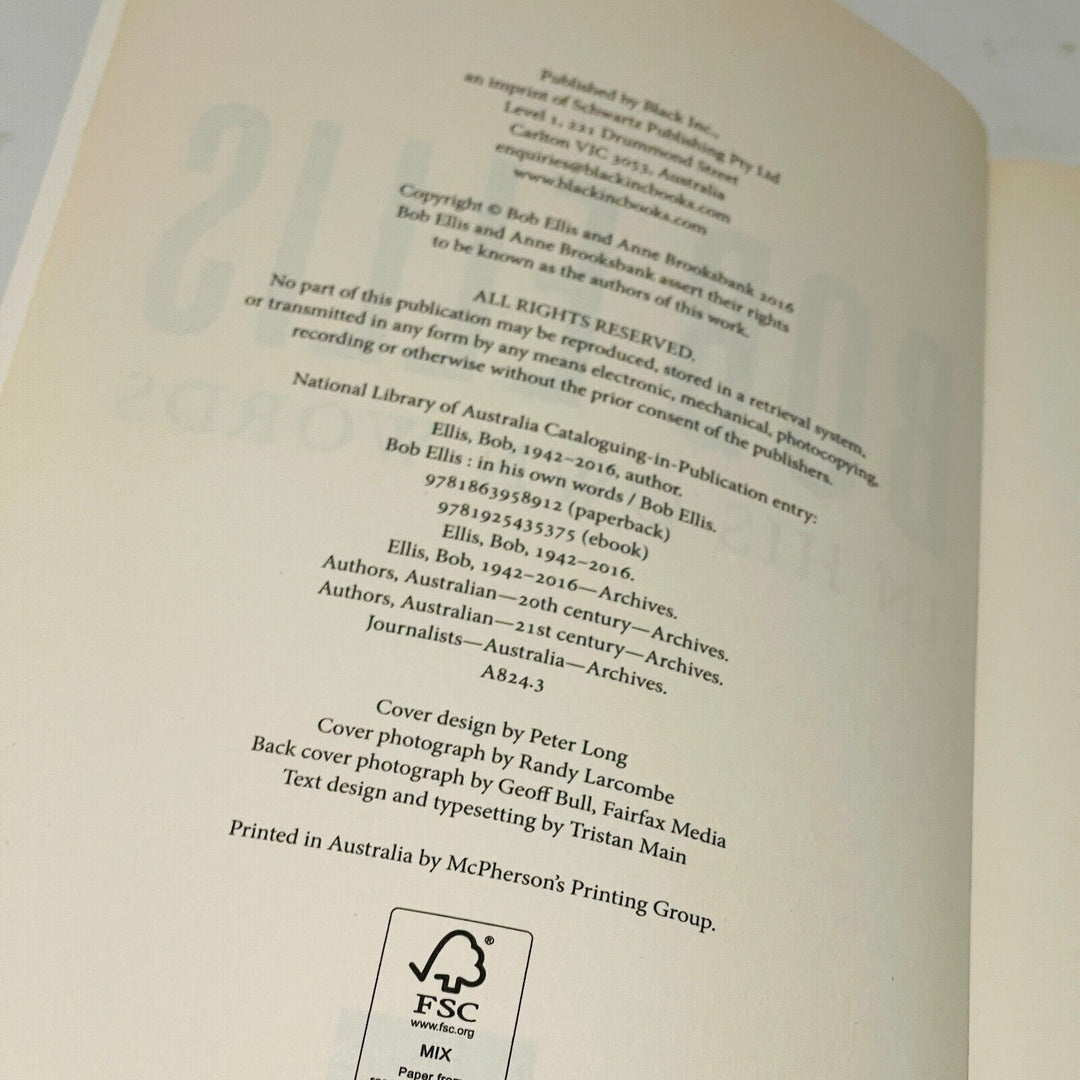 Published by Black Inc.,
an imprint of Schwartz Publishing Pty Ltd
Level 1, 221 Drummond Street
Carlton VIC 3053, Australia
enquiries@blackincbooks.com
www.blackincbooks.com
Copyright © Bob Ellis and Anne Brooksbank 2016
Bob Ellis and Anne Brooksbank assert their rights
to be known as the authors of this work.
ALL RIGHTS RESERVED.
No part of this publication may be reproduced, stored in a retrieval system,
or transmitted in any form by any means electronic, mechanical, photocopying,
recording or otherwise without the prior consent of the publishers.
National Library of Australia Cataloguing-in-Publication entry:
Ellis, Bob, 1942–2016, author.
Bob Ellis : in his own words / Bob Ellis.
9781863958912 (paperback)
9781925435375 (ebook)
Ellis, Bob, 1942–2016.
Ellis, Bob, 1942–2016—Archives.
Authors, Australian—20th century—Archives.
Authors, Australian—21st century—Archives.
Journalists—Australia—Archives.
A824.3
Cover design by Peter Long
Cover photograph by Randy Larcombe
Back cover photograph by Geoff Bull, Fairfax Media
Text design and typesetting by Tristan Main
Printed in Australia by McPherson's Printing Group.
®
FSC
www.fsc.org
MIX
Paper from